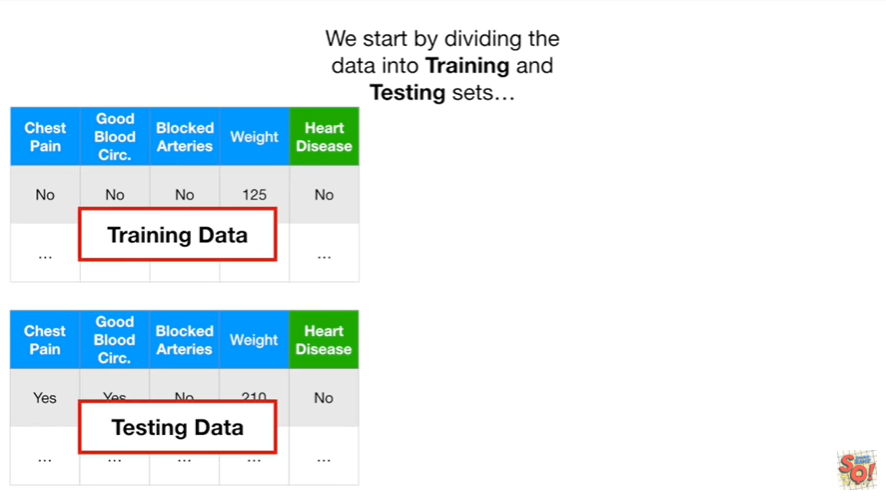 We start by dividing the
data into Training and
Testing sets…
Chest Pain Good Blood Circ. Blocked Arteries Weight Heart Disease
No No No 125 No
Training Data
… …
Chest Pain Good Blood Circ. Blocked Arteries Weight Heart Disease
Yes Yes No 210 No
Testing Data
… … … … …
SQ!